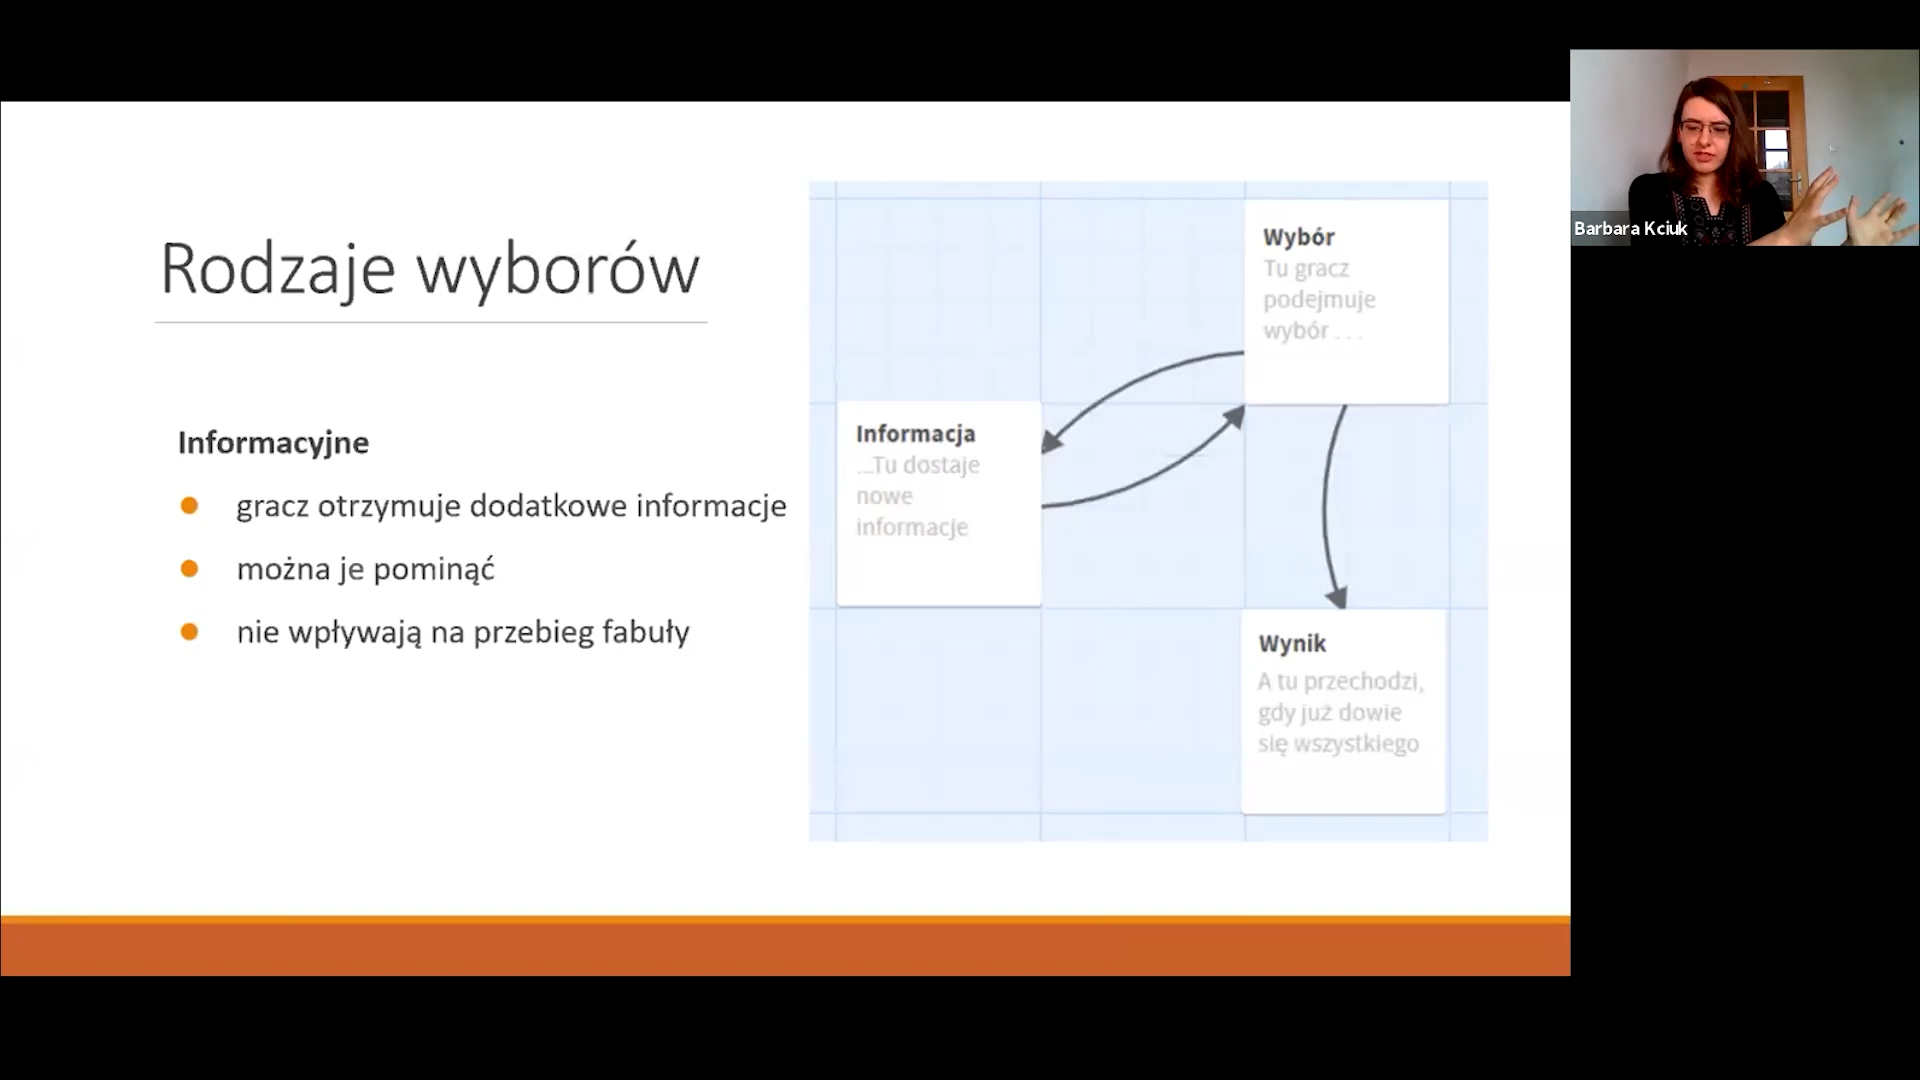 Rodzaje wyborów
Informacyjne
gracz otrzymuje dodatkowe informacje
można je pominąć
nie wpływają na przebieg fabuły
Wybór
Tu gracz
podejmuje
wybór...
Informacja
...Tu dostaje
nowe
informacje
Wynik
A tu przechodzi,
gdy już dowie
się wszystkiego
Barbara Kciuk